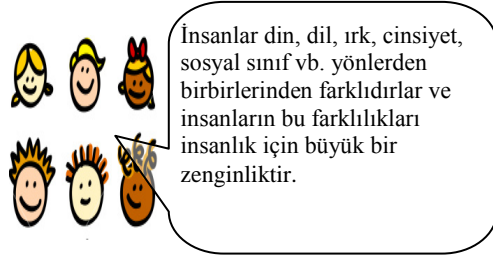 İnsanlar din, dil, ırk, cinsiyet,
sosyal sınıf vb. yönlerden
birbirlerinden farklıdırlar ve
insanların bu farklılıkları
insanlık için büyük bir
zenginliktir.